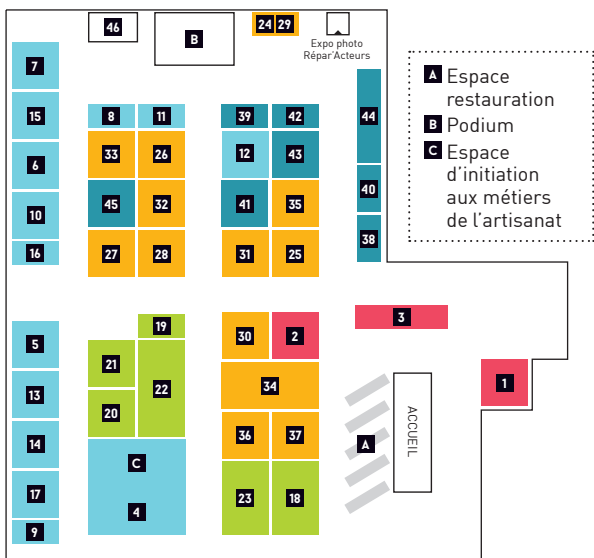 46
B
24 29
Expo photo
Répar'Acteurs
7
15
6
10
16
8 11
33 26
45 32
27 28
39 42
12 43
41 35
31 25
44
40
38
A Espace
restauration
B Podium
C Espace
d'initiation
aux métiers
de l'artisanat
5
13
14
17
9
19
21
22
20
C
4
30 2
34
36 37
23 18
3
1
A
ACCUEIL